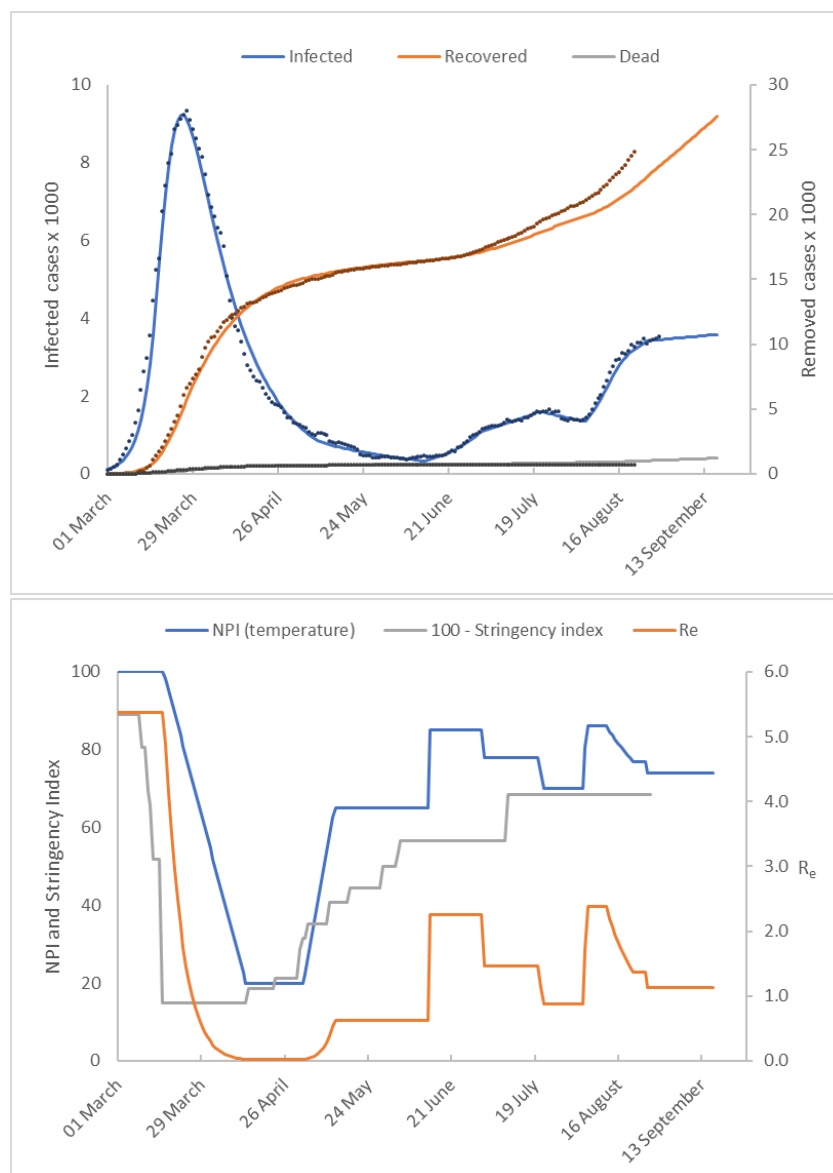 Infected Recovered Dead
10 30
8 25
6 20
4 15
2 10
0 5
0
Infected cases x 1000
Removed cases x 1000
01 March 29 March 26 April 24 May 21 June 19 July 16 August 13 September
NPI (temperature) 100 - Stringency index Re
100 6.0
80 5.0
60 4.0
40 3.0
20 2.0
0 1.0
0.0
NPI and Stringency Index
Re
01 March 29 March 26 April 24 May 21 June 19 July 16 August 13 September